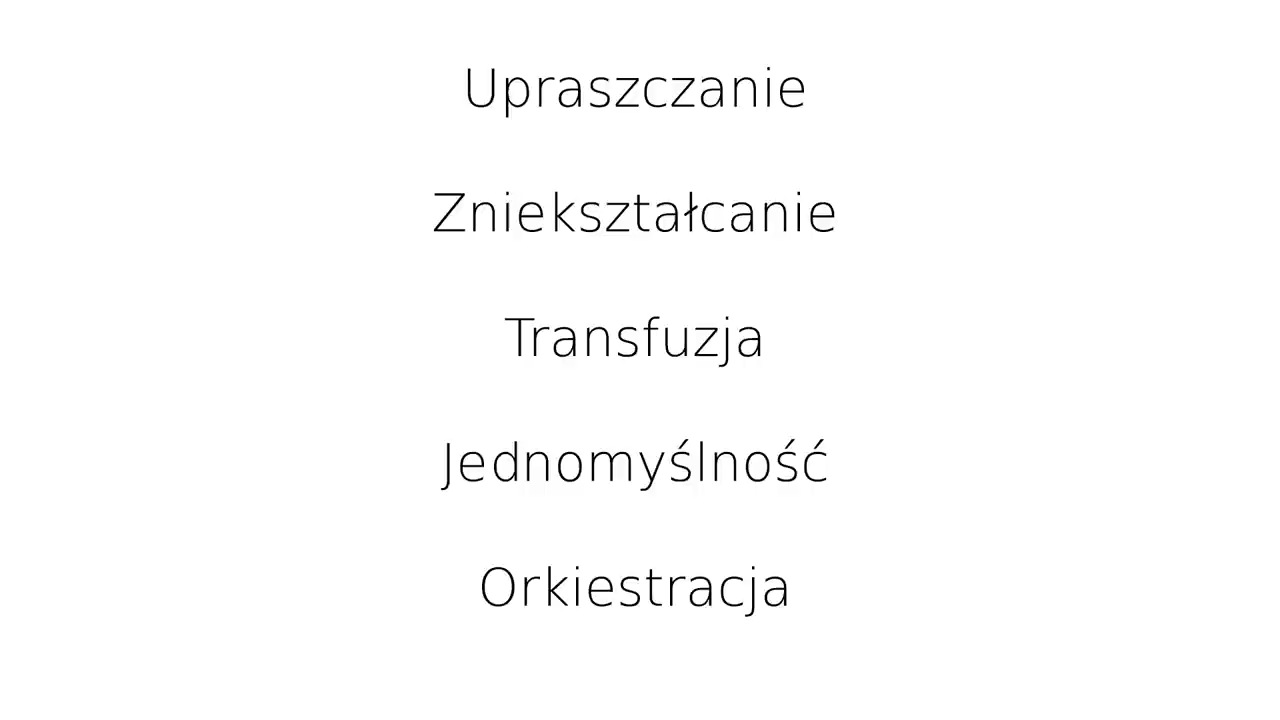 Upraszczanie
Zniekształcanie
Transfuzja
Jednomyślność
Orkiestracja